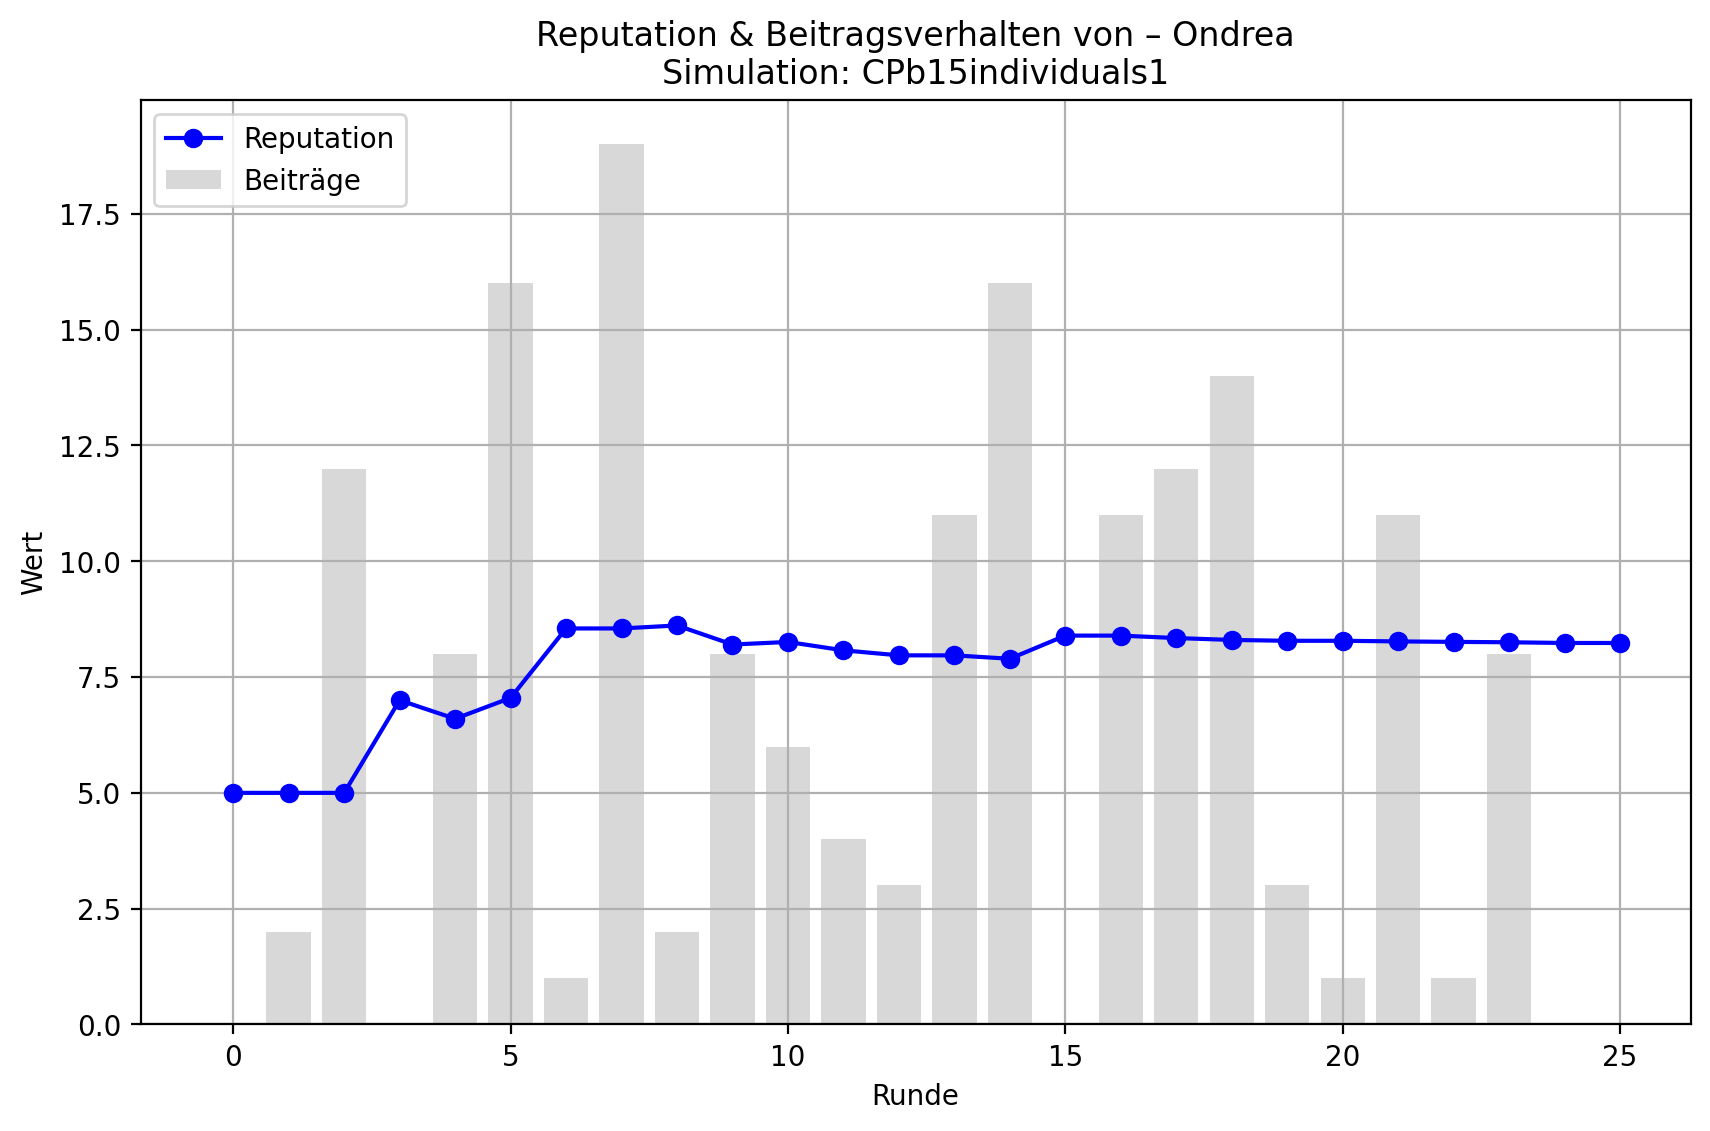 Reputation & Beitragsverhalten von – Ondrea
Simulation: CPb15individuals1
Reputation
Beiträge
17.5
15.0
12.5
10.0
7.5
5.0
2.5
0.0
Wert
0 5 10 15 20 25
Runde